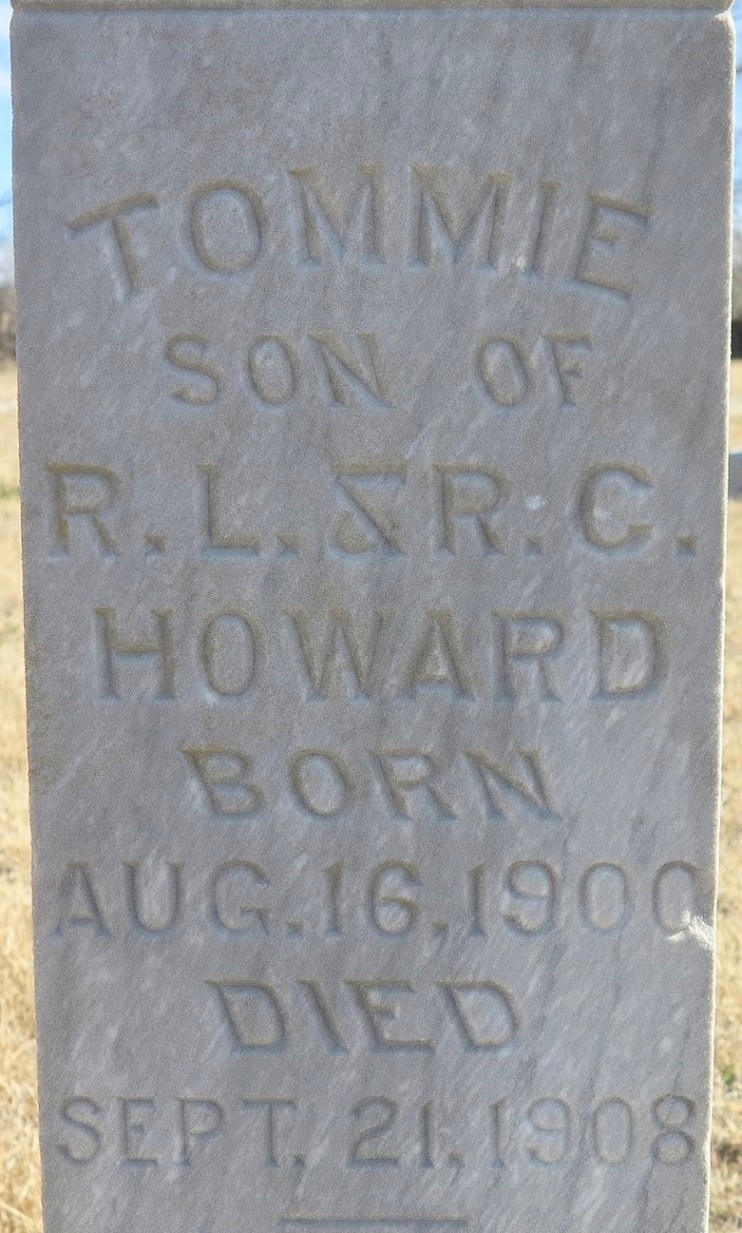 TOMMIE
SON OF
R. L. & R. C.
HOWARD
BORN
AUG. 16, 1900
DIED
SEPT. 21, 1908